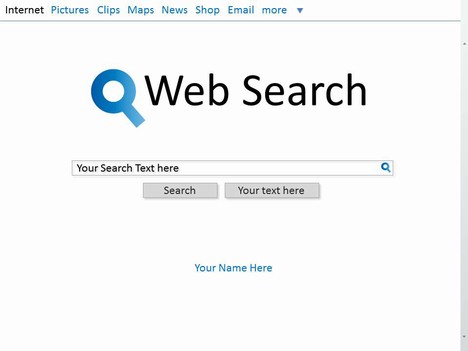 Internet Pictures Clips Maps News Shop Email more
Web Search
Your Search Text here
Search Your text here
Your Name Here